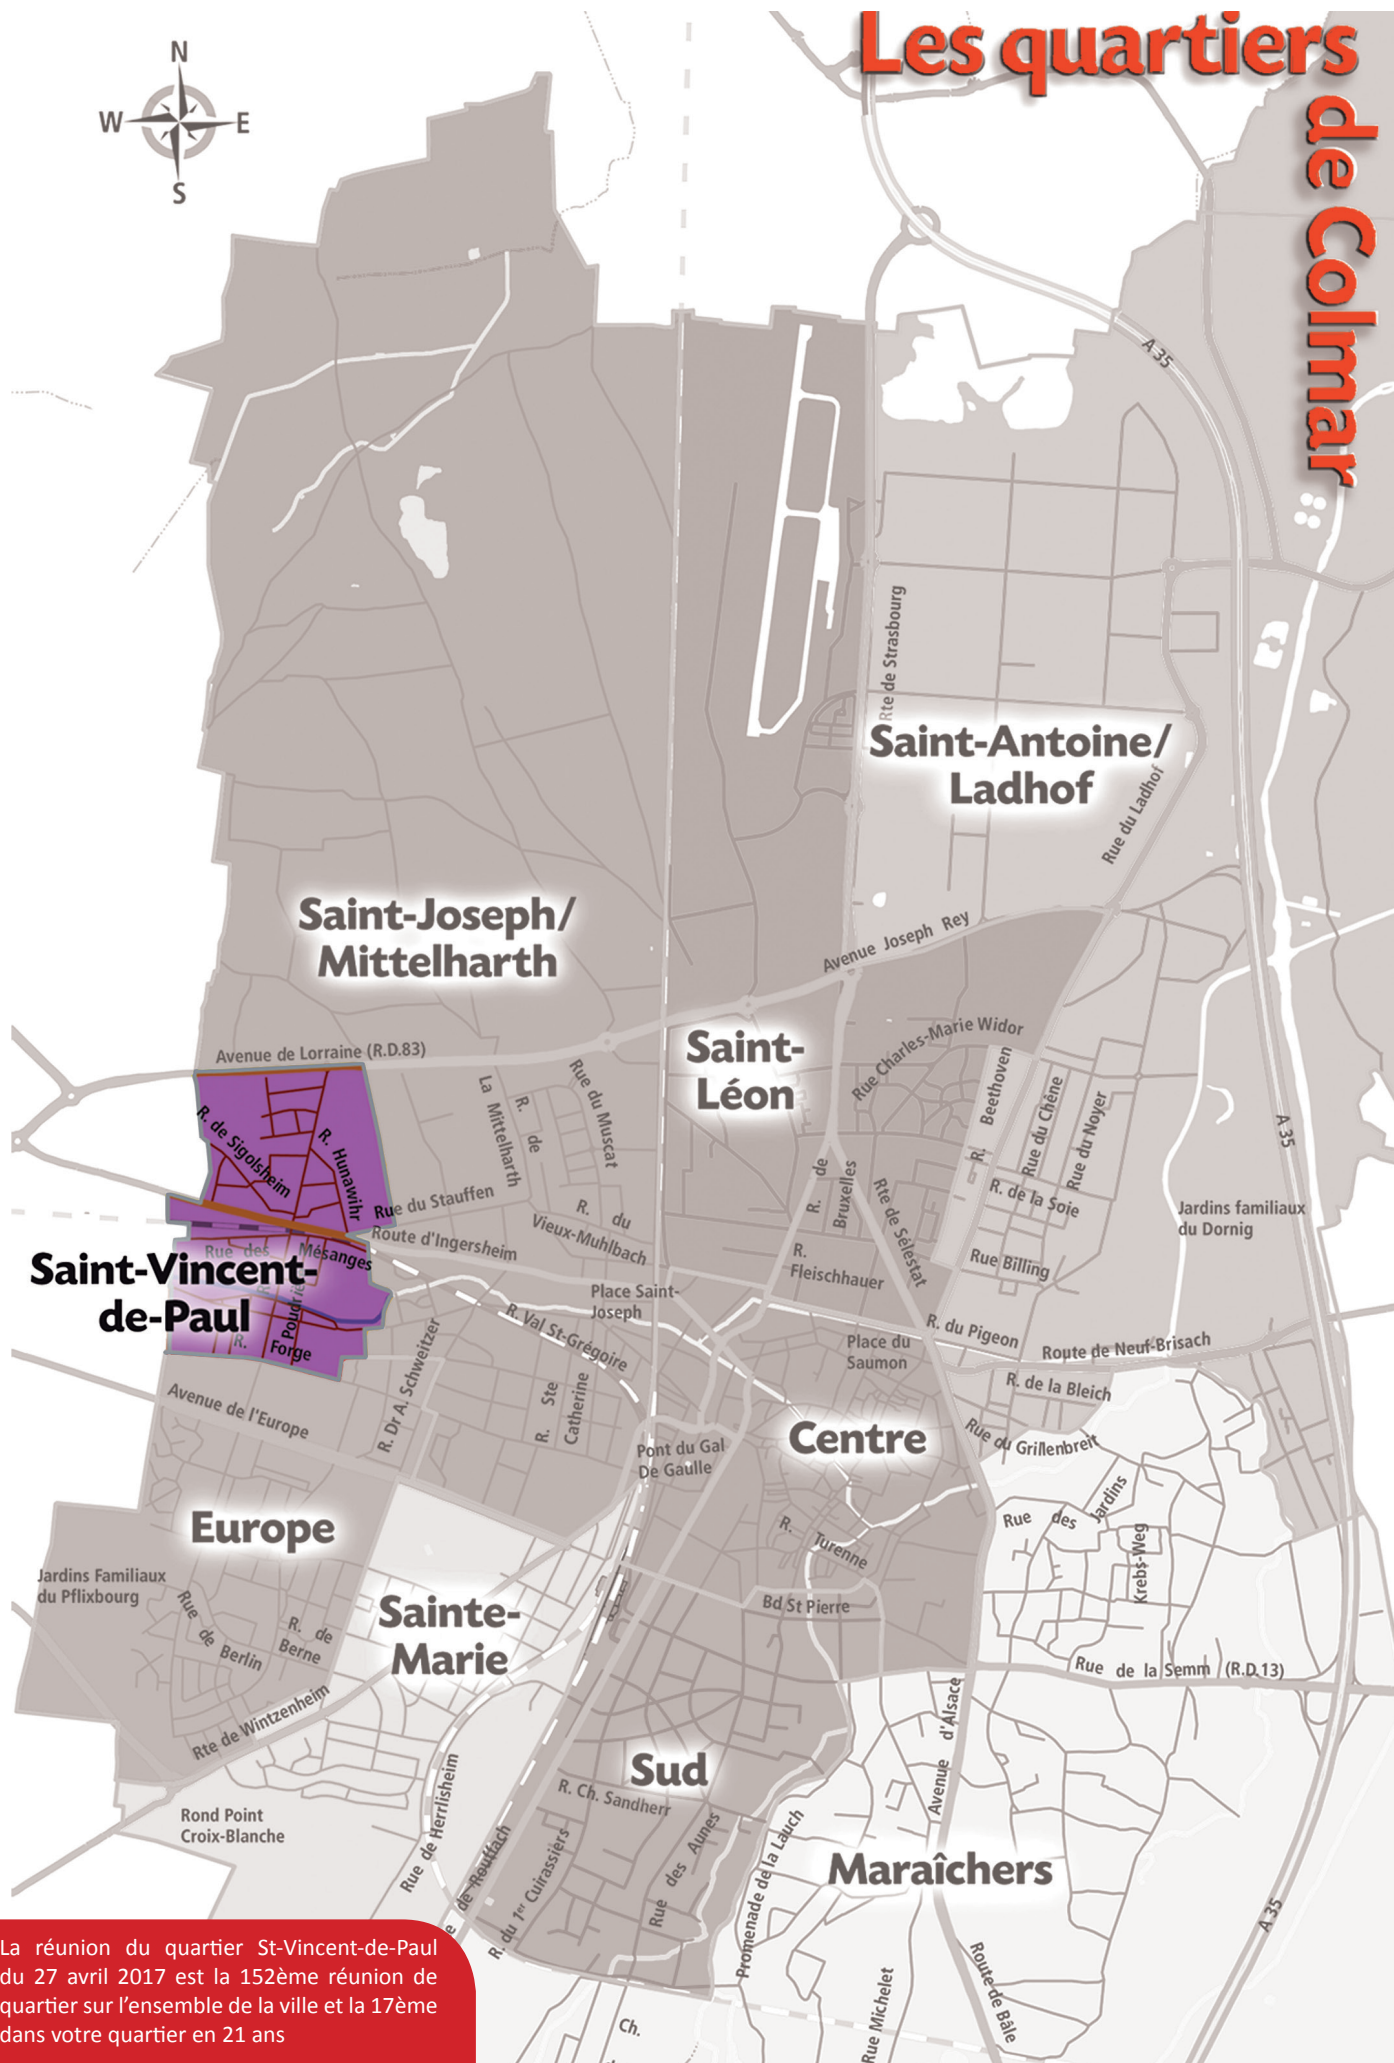 Les quartiers
de Colmar
N
W
E
S
A 35
Rte de Strasbourg
Saint-Antoine/
Ladhof
Rue du Ladhof
Saint-Joseph/
Mittelharth
Avenue Joseph Rey
Avenue de Lorraine (R.D.83)
Saint-
Léon
Rue Charles-Marie Widor
R. Beethoven
Rue du Chêne
Rue du Noyer
A 35
La Mittelharth
R. de
Rue du Muscat
R. de Sigolsheim
R. Hunawihr
Rue du Stauffen
R. du
Vieux-Muhlbach
R. de
Bruxelles
Rte de Sélestat
R. de la Soie
Jardins familiaux
du Dornig
Route d'Ingersheim
Rue des Mésanges
Saint-Vincent-
de-Paul
R. Poudrière
R. Forge
R.
Fleischhauer
Rue Billing
Place Saint-
Joseph
R. Val St-Grégoire
R. du Pigeon
Place du
Saumon
Route de Neuf-Brisach
R. Dr A. Schweitzer
R. Ste
Catherine
R. de la Bleich
Avenue de l'Europe
Centre
Rue du Grillenbreit
Pont du Gal
De Gaulle
Europe
Rue des Jardins
Krebs-Weg
R. Turenne
Jardins Familiaux
du Pflixbourg
Rue de Berlin
R. de
Berne
Sainte-
Marie
Bd St Pierre
Rue de la Semm (R.D.13)
Rte de Wintzenheim
Avenue d'Alsace
Sud
R. Ch. Sandherr
Rond Point
Croix-Blanche
Rue de Herrlisheim
e de Rouffach
R. du 1er Cuirassiers
Rue des Aunes
Promenade de la Lauch
Maraîchers
A 35
Route de Bâle
Rue Michelet
Ch.
La réunion du quartier St-Vincent-de-Paul
du 27 avril 2017 est la 152ème réunion de
quartier sur l'ensemble de la ville et la 17ème
dans votre quartier en 21 ans